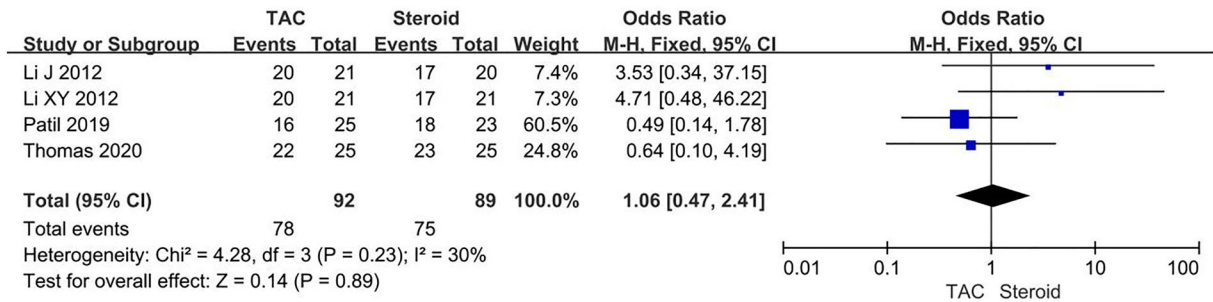 TAC Steroid Odds Ratio Odds Ratio
Study or Subgroup Events Total Events Total Weight M-H, Fixed, 95% CI M-H, Fixed, 95% CI
Li J 2012 20 21 17 20 7.4% 3.53 [0.34, 37.15]
Li XY 2012 20 21 17 21 7.3% 4.71 [0.48, 46.22]
Patil 2019 16 25 18 23 60.5% 0.49 [0.14, 1.78]
Thomas 2020 22 25 23 25 24.8% 0.64 [0.10, 4.19]
Total (95% CI) 92 89 100.0% 1.06 [0.47, 2.41]
Total events 78 75
Heterogeneity: Chi² = 4.28, df = 3 (P = 0.23); I² = 30%
Test for overall effect: Z = 0.14 (P = 0.89)
0.01 0.1 1 10 100
TAC Steroid